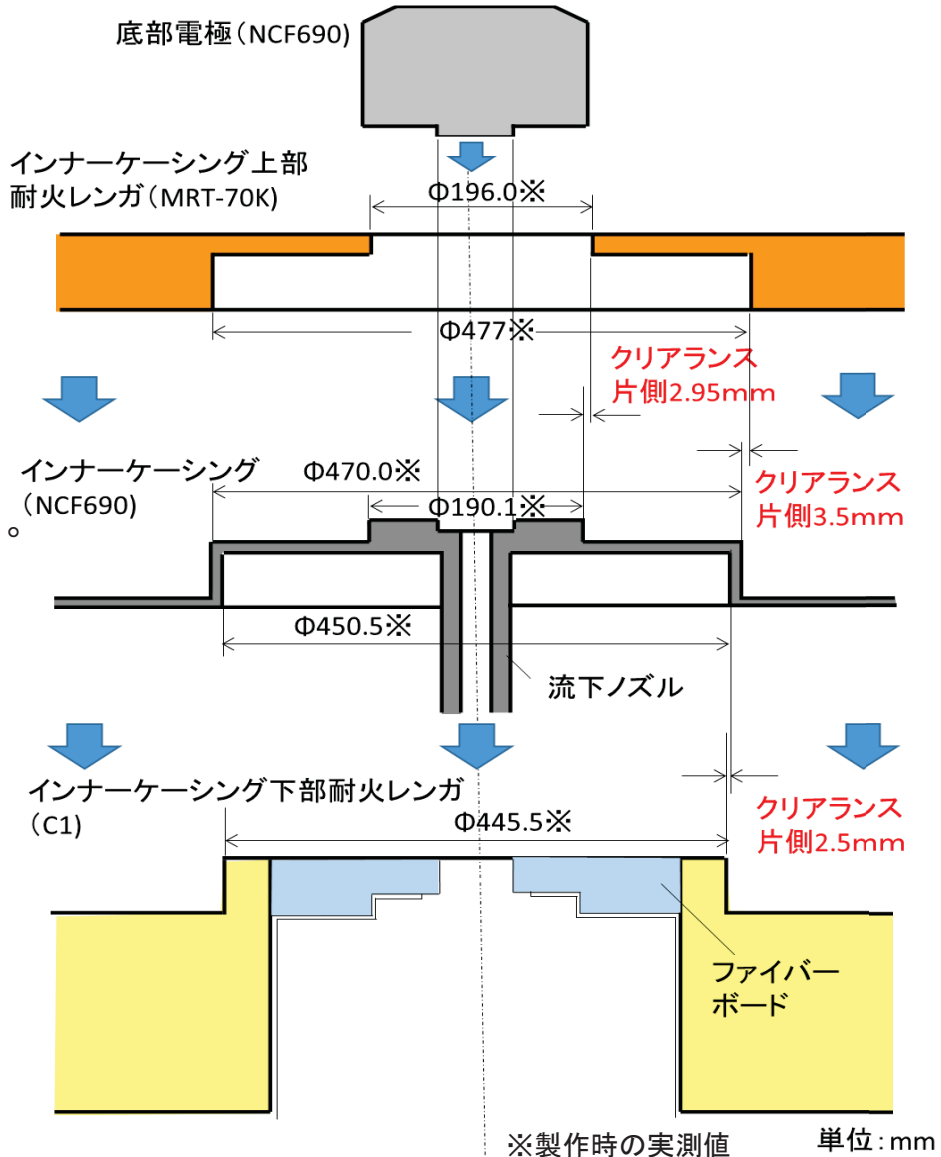 底部電極(NCF690)
インナーケーシング上部
耐火レンガ(MRT-70K)
Φ196.0※
Φ477※
クリアランス
片側2.95mm
インナーケーシング
(NCF690)
。
Φ470.0※
Φ190.1※
クリアランス
片側3.5mm
Φ450.5※
流下ノズル
インナーケーシング下部耐火レンガ
(C1)
Φ445.5※
クリアランス
片側2.5mm
ファイバー
ボード
※製作時の実測値
単位:mm